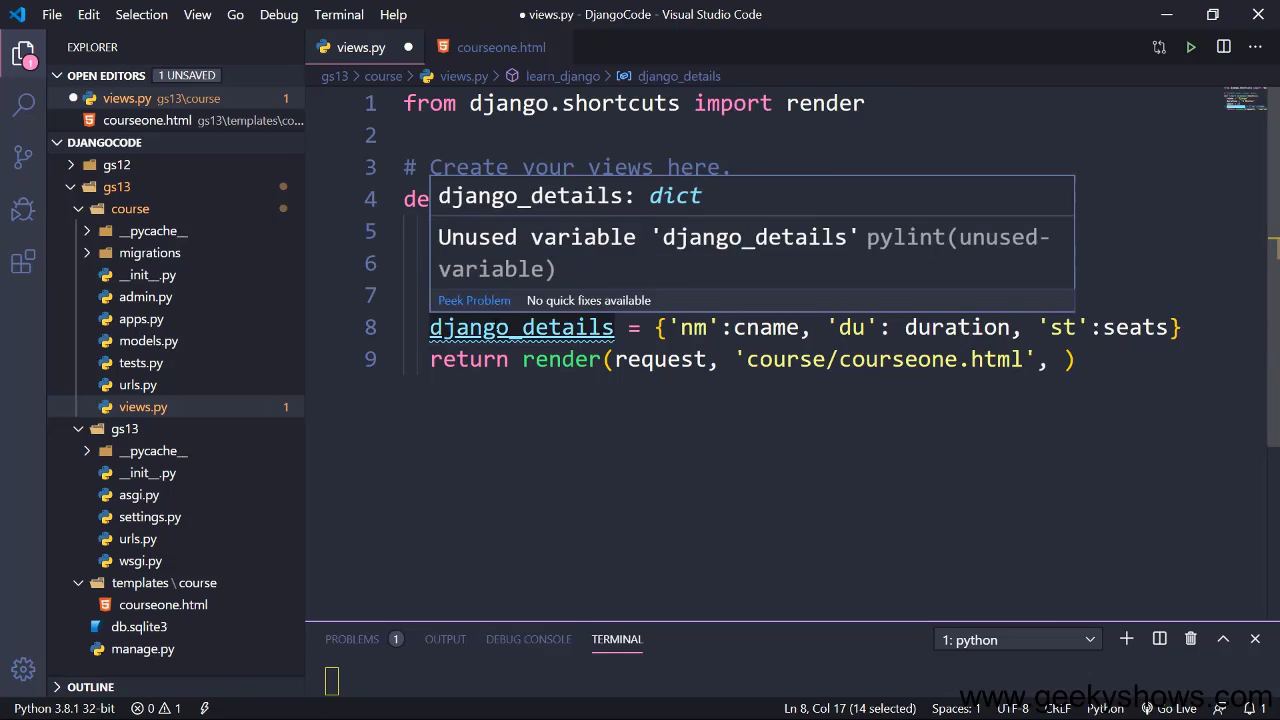 File Edit Selection View Go Debug Terminal Help
● views.py - DjangoCode - Visual Studio Code
EXPLORER
views.py
courseone.html
OPEN EDITORS 1 UNSAVED
gs13 > course > views.py > learn_django > django_details
views.py gs13\course 1
courseone.html gs13\templates\co...
DJANGOCODE
gs12
gs13
course
__pycache__
migrations
__init__.py
admin.py
apps.py
models.py
tests.py
urls.py
views.py 1
gs13
__pycache__
__init__.py
asgi.py
settings.py
urls.py
wsgi.py
templates \ course
courseone.html
db.sqlite3
manage.py
OUTLINE
1 from django.shortcuts import render
2
3 # Create your views here.
4 de
django_details: dict
5
Unused variable 'django_details' pylint(unused-
6
variable)
7
Peek Problem No quick fixes available
8 django_details = {'nm':cname, 'du': duration, 'st':seats}
9 return render(request, 'course/courseone.html', )
PROBLEMS 1 OUTPUT DEBUG CONSOLE TERMINAL
1: python
www.geekyshows.com
Python 3.8.1 32-bit 0 1
Ln 8, Col 17 (14 selected) Spaces: 1 UTF-8 CRLF Python Go Live 1
1